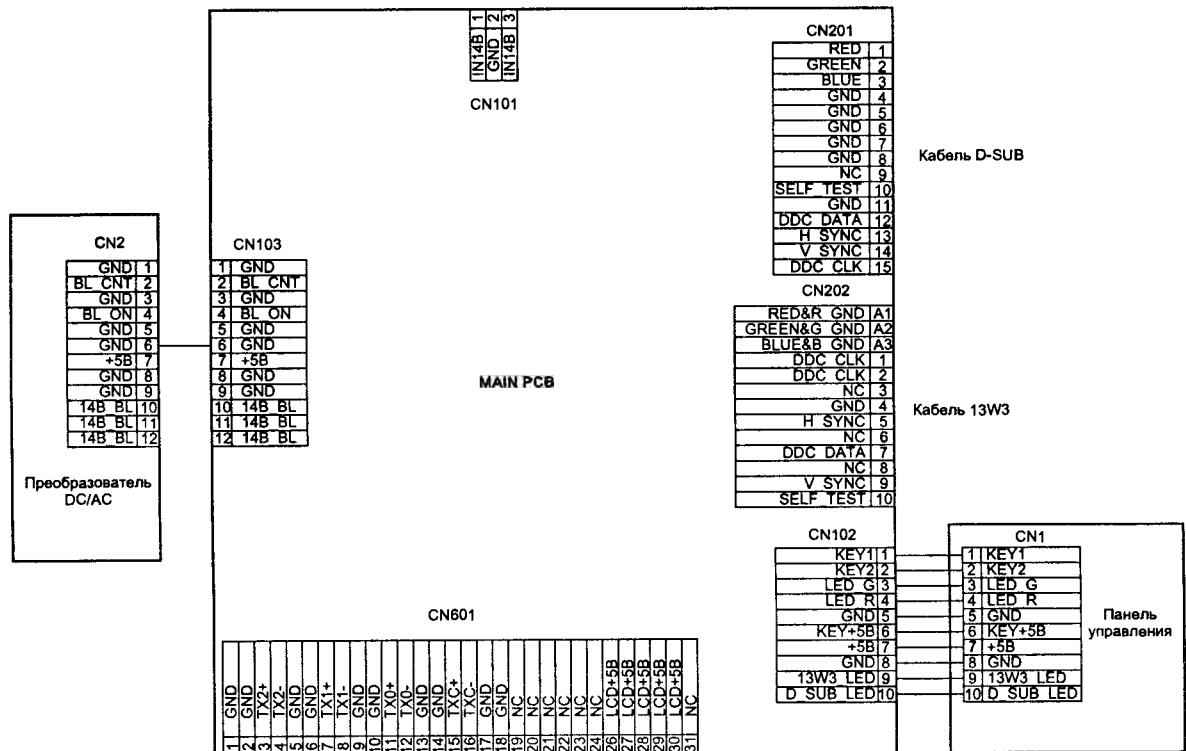 IN14B 1
GND 2
IN14B 3
CN101
CN201
RED 1
GREEN 2
BLUE 3
GND 4
GND 5
GND 6
GND 7
GND 8
NC 9
SELF_TEST 10
GND 11
DDC DATA 12
H SYNC 13
V SYNC 14
DDC CLK 15
Кабель D-SUB
CN2
GND 1
BL CNT 2
GND 3
BL ON 4
GND 5
GND 6
+5B 7
GND 8
GND 9
14B BL 10
14B BL 11
14B BL 12
Преобразователь
DC/AC
CN103
1 GND
2 BL CNT
3 GND
4 BL ON
5 GND
6 GND
7 +5B
8 GND
9 GND
10 14B BL
11 14B BL
12 14B BL
MAIN PCB
CN202
RED&R GND A1
GREEN&G GND A2
BLUE&B GND A3
DDC CLK 1
DDC CLK 2
NC 3
GND 4
H SYNC 5
NC 6
DDC DATA 7
NC 8
V SYNC 9
SELF TEST 10
Кабель 13W3
CN102
KEY1 1
KEY2 2
LED G 3
LED R 4
GND 5
KEY+5B 6
+5B 7
GND 8
13W3 LED 9
D SUB LED 10
CN1
1 KEY1
2 KEY2
3 LED G
4 LED R
5 GND
6 KEY+5B
7 +5B
8 GND
9 13W3 LED
10 D SUB LED
Панель
управления
CN601
1 GND
2 GND
3 TX2+
4 TX2-
5 GND
6 GND
7 TX1+
8 TX1-
9 GND
10 GND
11 TX0+
12 TX0-
13 GND
14 GND
15 TXC+
16 TXC-
17 GND
18 GND
19 NC
20 NC
21 NC
22 NC
23 NC
24 NC
26 LCD+5B
27 LCD+5B
28 LCD+5B
29 LCD+5B
30 LCD+5B
31 NC